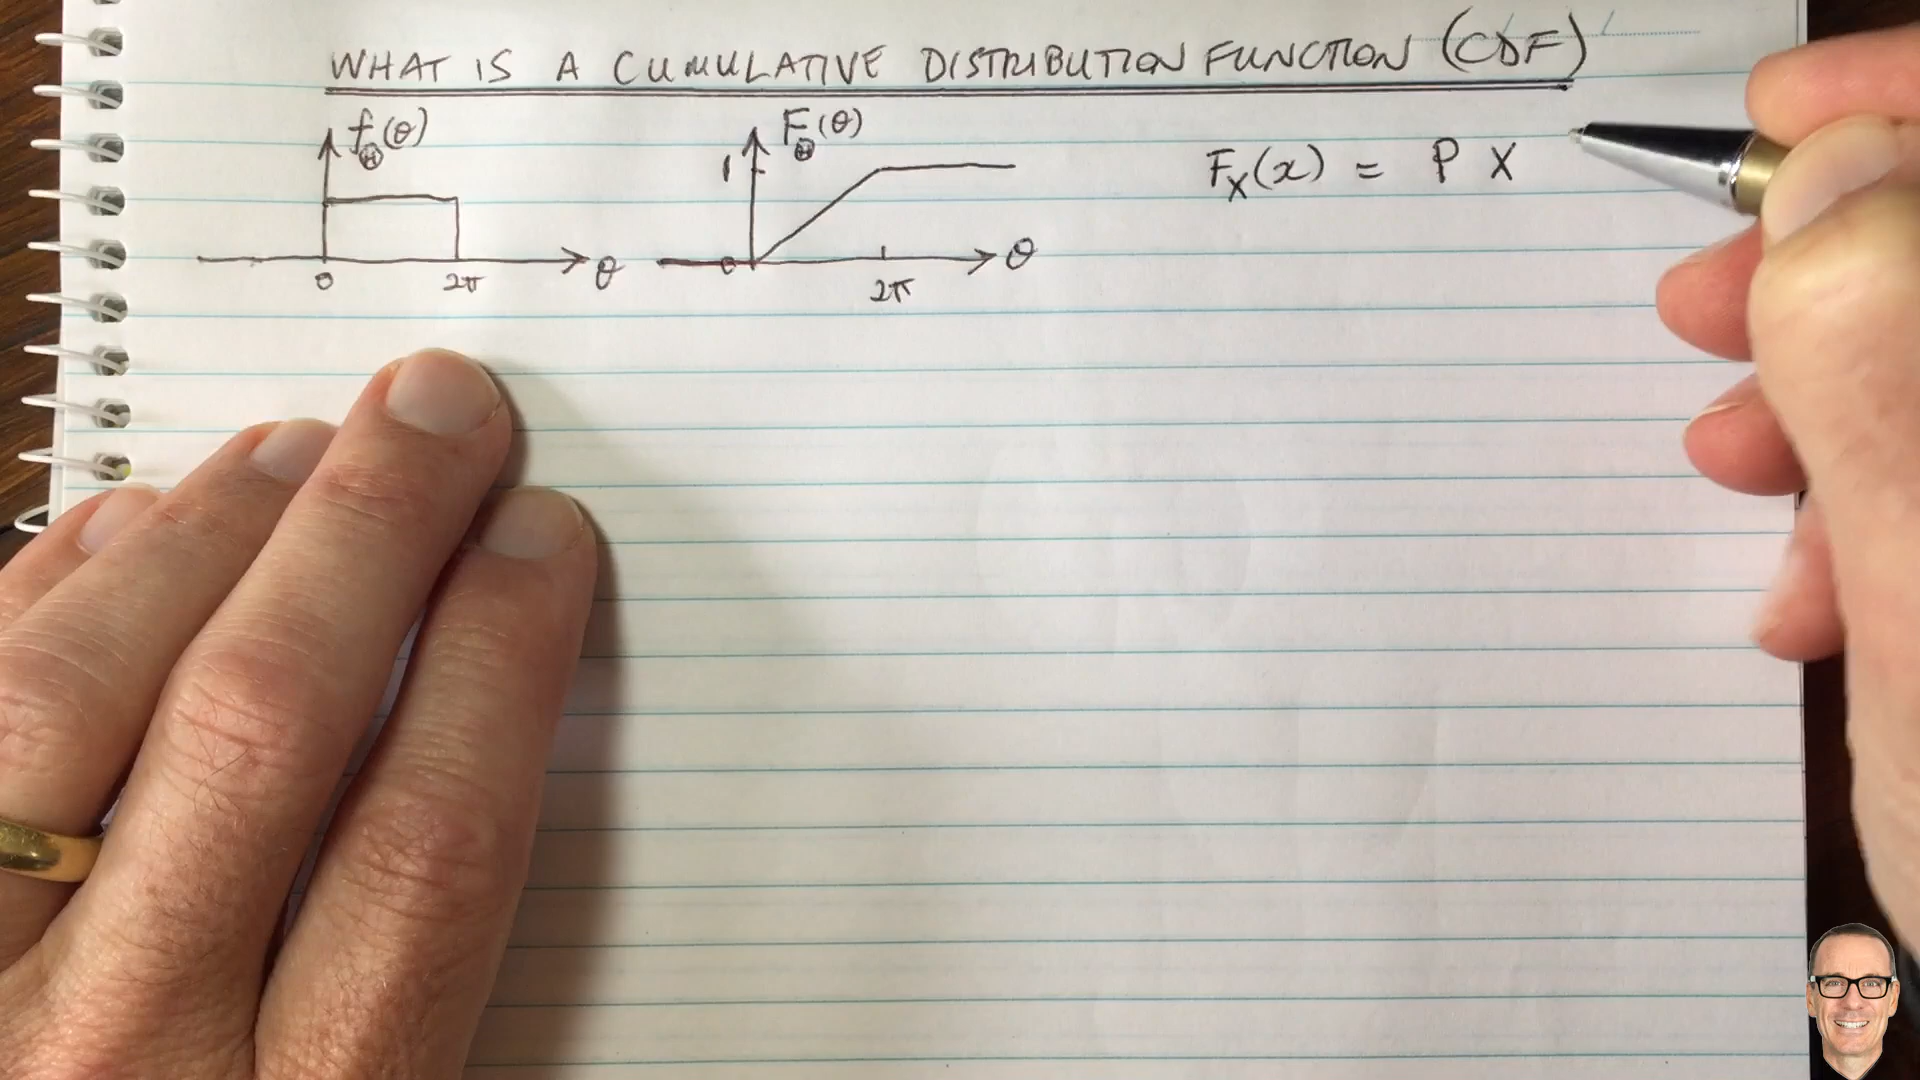 WHAT IS A CUMULATIVE DISTRIBUTION FUNCTION (CDF)
f_Θ(θ)
0 2π θ
F_Θ(θ)
1
0 2π θ
F_X(x) = P X